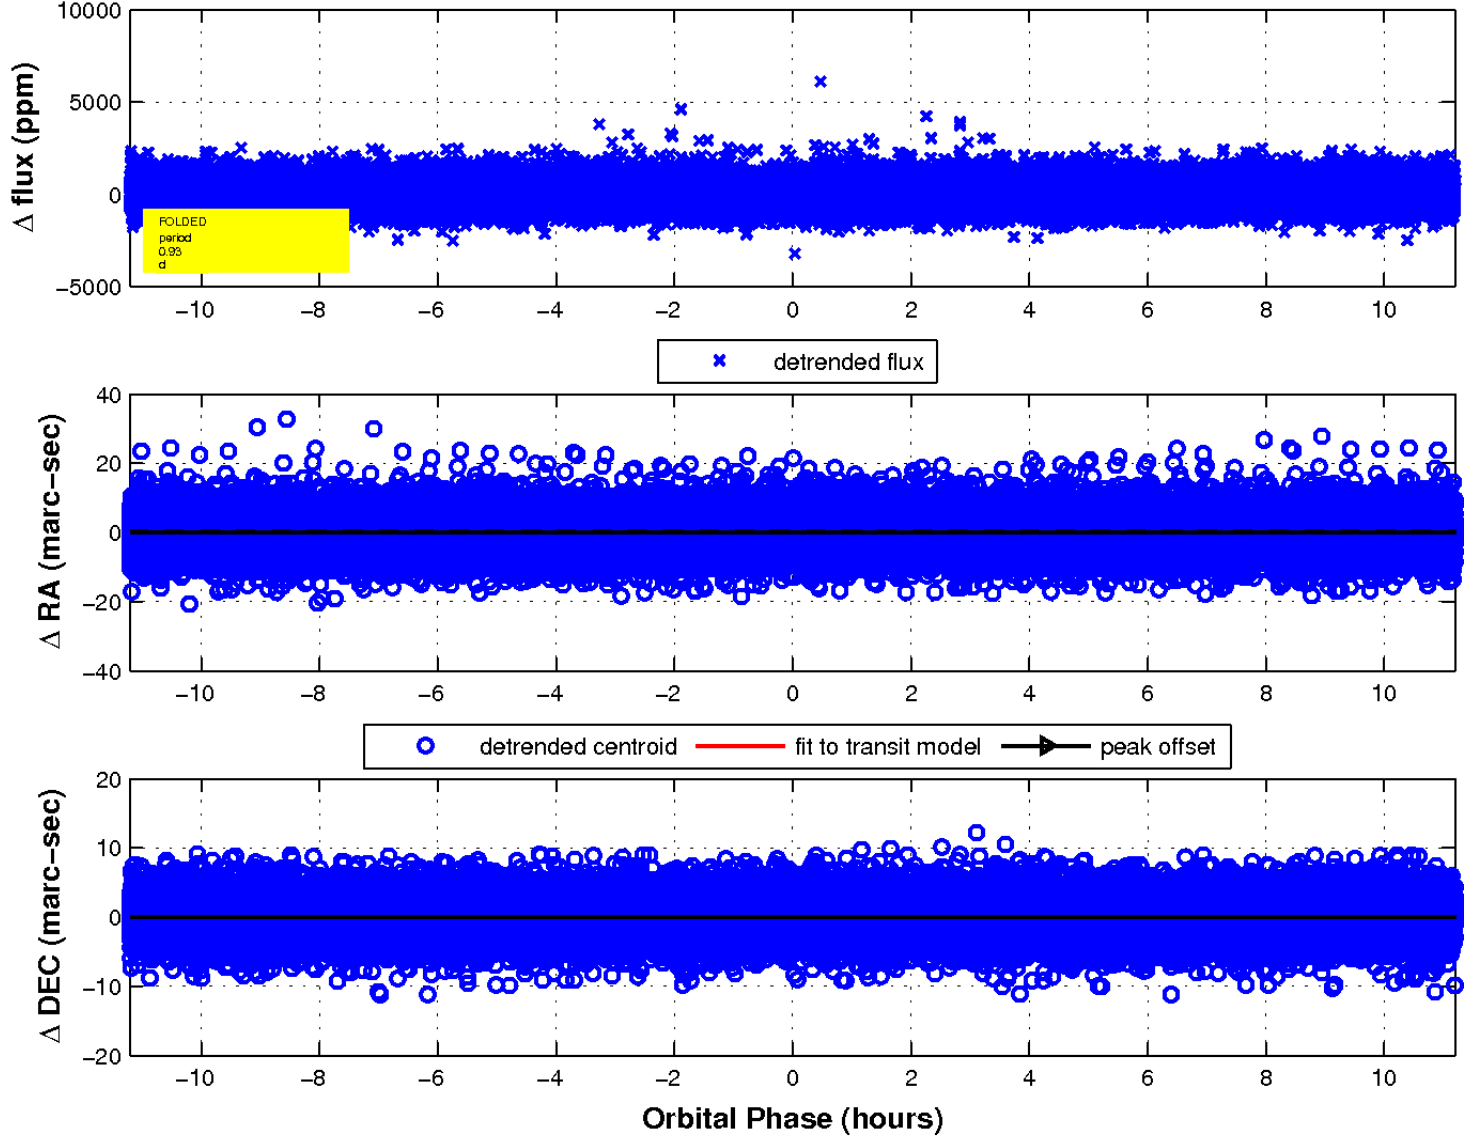 10000
5000
0
−5000
Δ flux (ppm)
FOLDED
period
0.93
d
−10 −8 −6 −4 −2 0 2 4 6 8 10
detrended flux
40
20
0
−20
−40
Δ RA (marc−sec)
−10 −8 −6 −4 −2 0 2 4 6 8 10
detrended centroid fit to transit model peak offset
20
10
0
−10
−20
Δ DEC (marc−sec)
−10 −8 −6 −4 −2 0 2 4 6 8 10
Orbital Phase (hours)